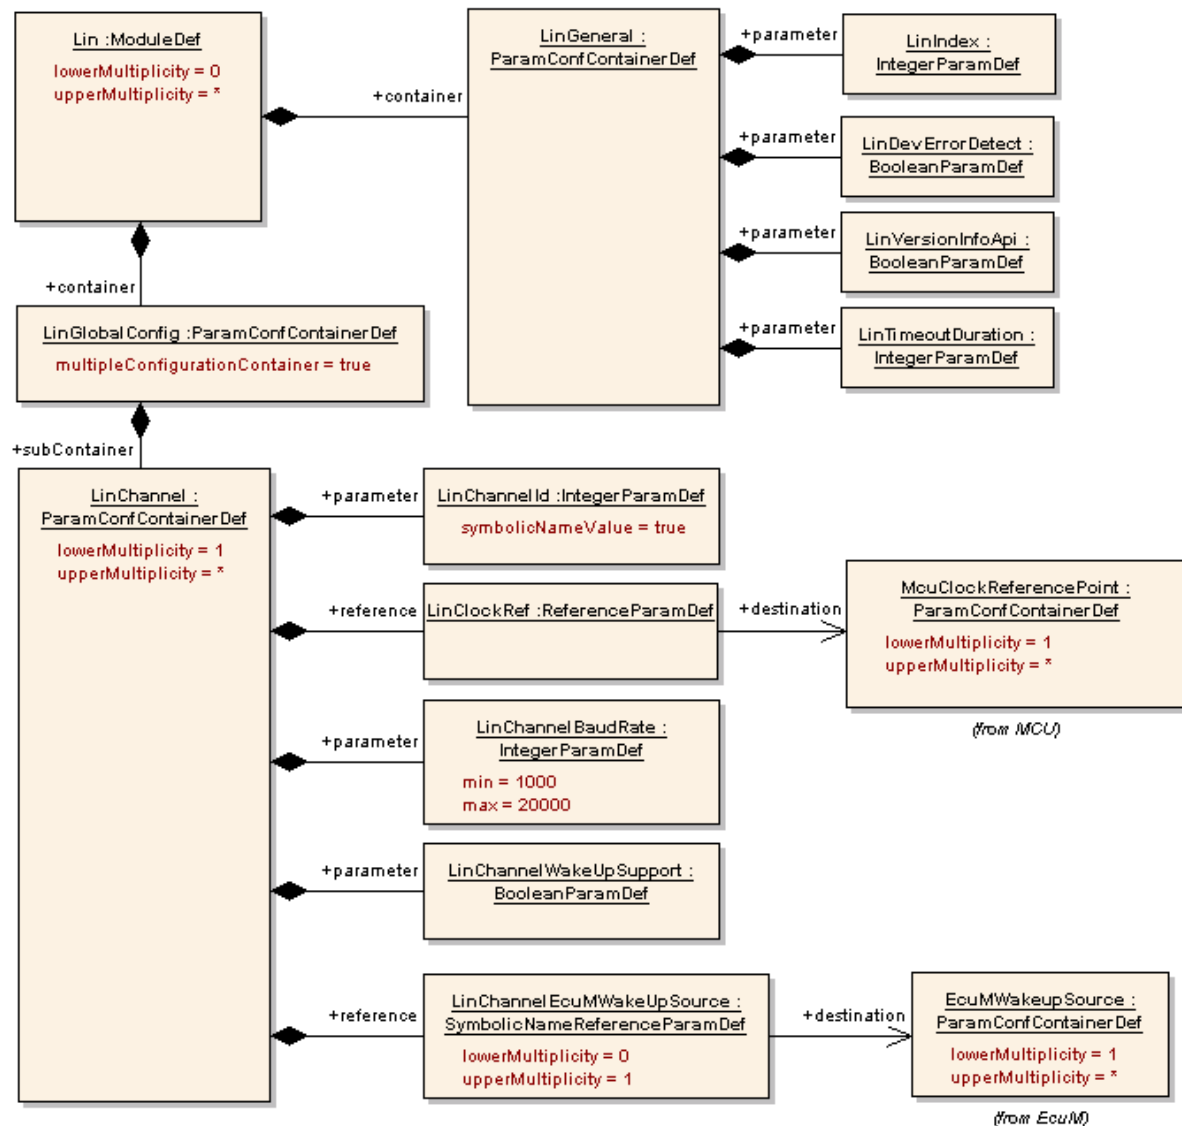 Lin :ModuleDef
lowerMultiplicity = 0
upperMultiplicity = *
+container
LinGeneral :
ParamConfContainerDef
+parameter
LinIndex :
IntegerParamDef
+parameter
LinDevErrorDetect :
BooleanParamDef
+parameter
LinVersionInfoApi :
BooleanParamDef
+parameter
LinTimeoutDuration :
IntegerParamDef
+container
LinGlobalConfig :ParamConfContainerDef
multipleConfigurationContainer = true
+subContainer
LinChannel :
ParamConfContainerDef
lowerMultiplicity = 1
upperMultiplicity = *
+parameter
LinChannelId :IntegerParamDef
symbolicNameValue = true
+reference
LinClockRef :ReferenceParamDef
+destination
McuClockReferencePoint :
ParamConfContainerDef
lowerMultiplicity = 1
upperMultiplicity = *
(from MCU)
+parameter
LinChannelBaudRate :
IntegerParamDef
min = 1000
max = 20000
+parameter
LinChannelWakeUpSupport :
BooleanParamDef
+reference
LinChannelEcuMWakeUpSource :
SymbolicNameReferenceParamDef
lowerMultiplicity = 0
upperMultiplicity = 1
+destination
EcuMWakeupSource :
ParamConfContainerDef
lowerMultiplicity = 1
upperMultiplicity = *
(from EcuM)